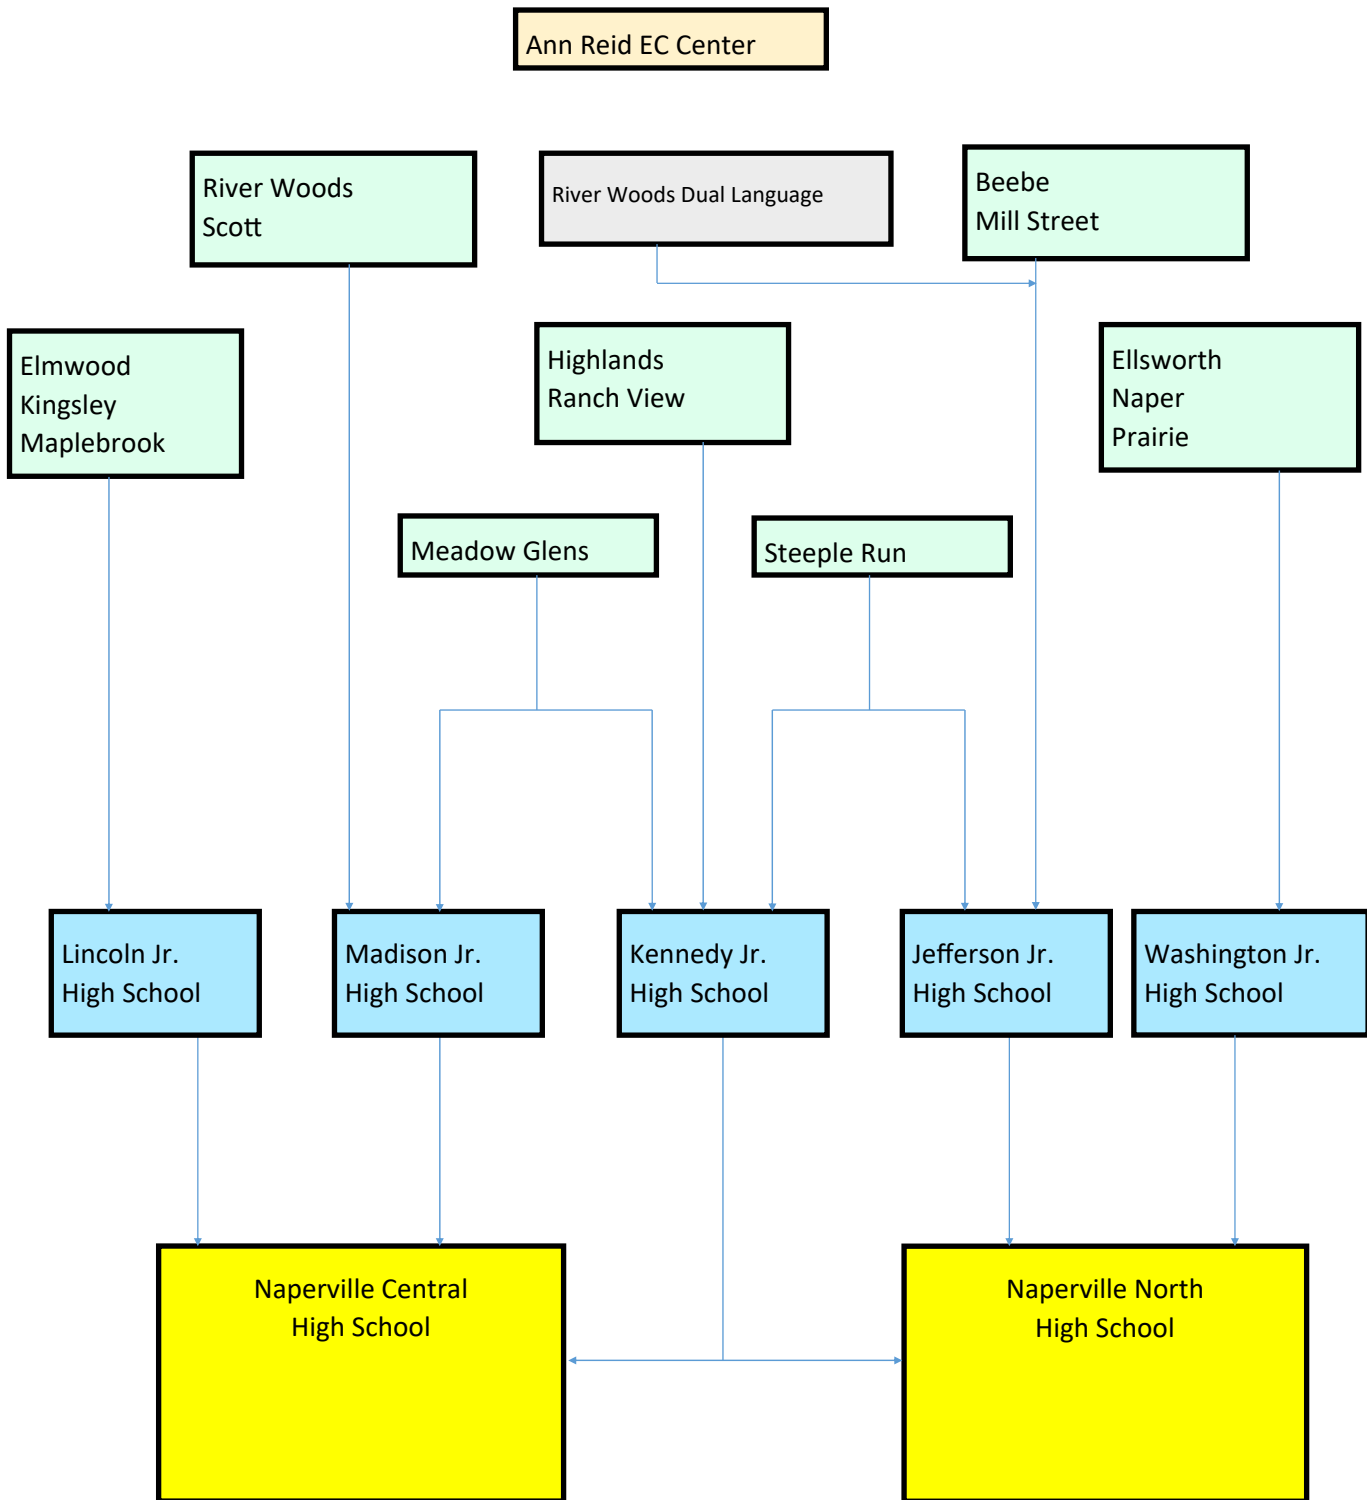 Ann Reid EC Center
River Woods
Scott
River Woods Dual Language
Beebe
Mill Street
Elmwood
Kingsley
Maplebrook
Highlands
Ranch View
Ellsworth
Naper
Prairie
Meadow Glens
Steeple Run
Lincoln Jr.
High School
Madison Jr.
High School
Kennedy Jr.
High School
Jefferson Jr.
High School
Washington Jr.
High School
Naperville Central
High School
Naperville North
High School